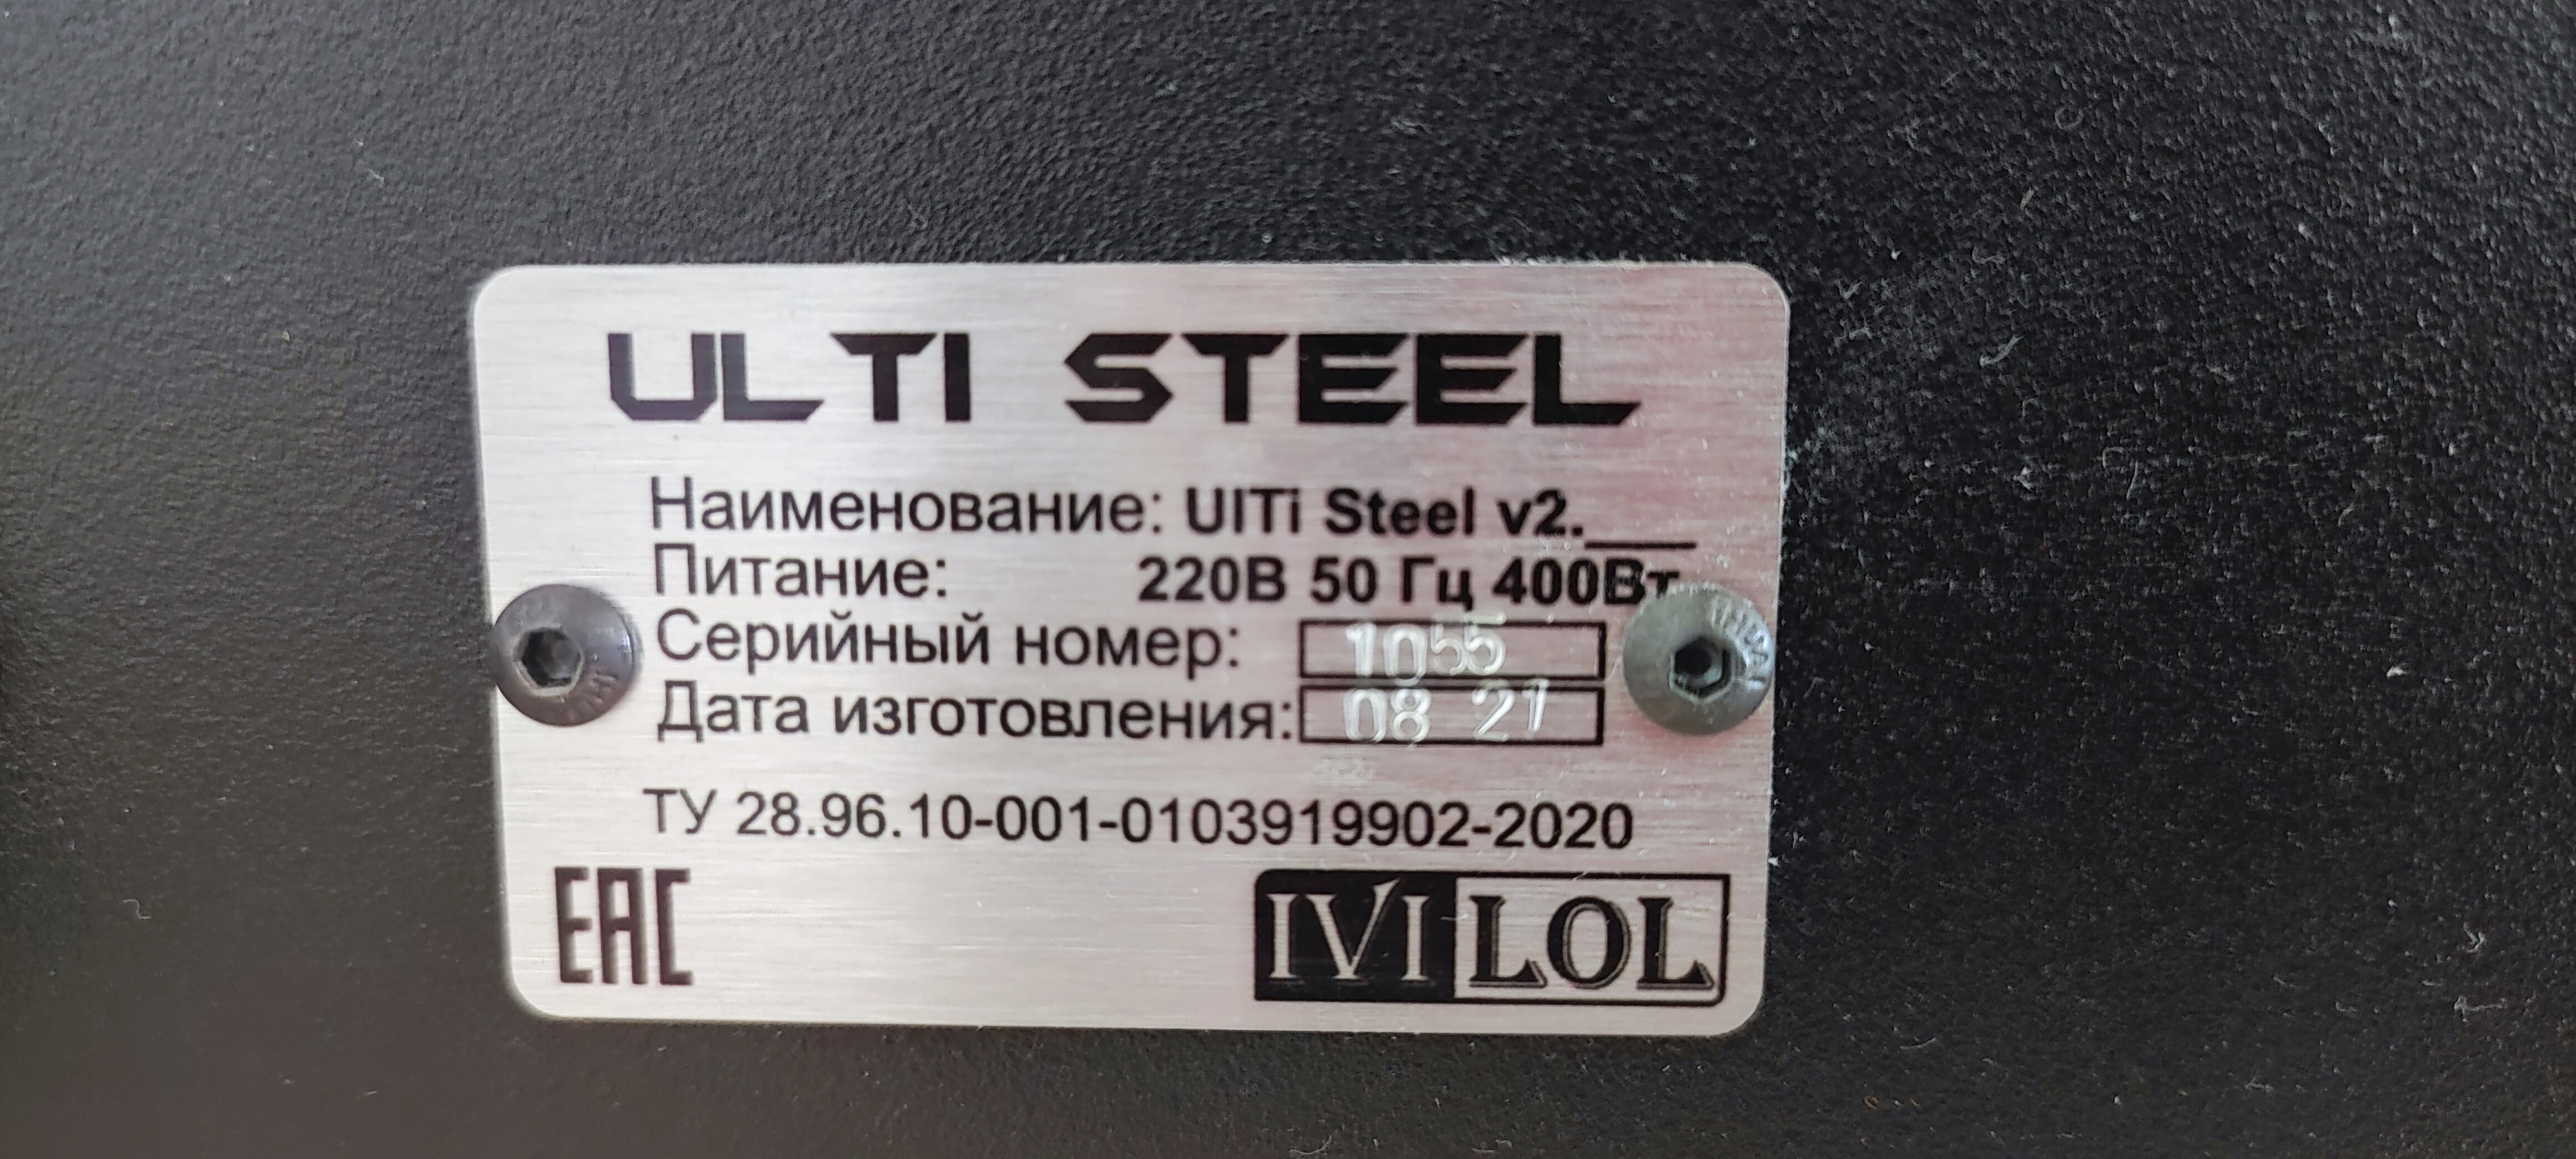 ULTI STEEL
Наименование: UlTi Steel v2.___
Питание: 220В 50 Гц 400Вт
Серийный номер: 1055
Дата изготовления: 08 21
ТУ 28.96.10-001-0103919902-2020
EAC
IVI LOL